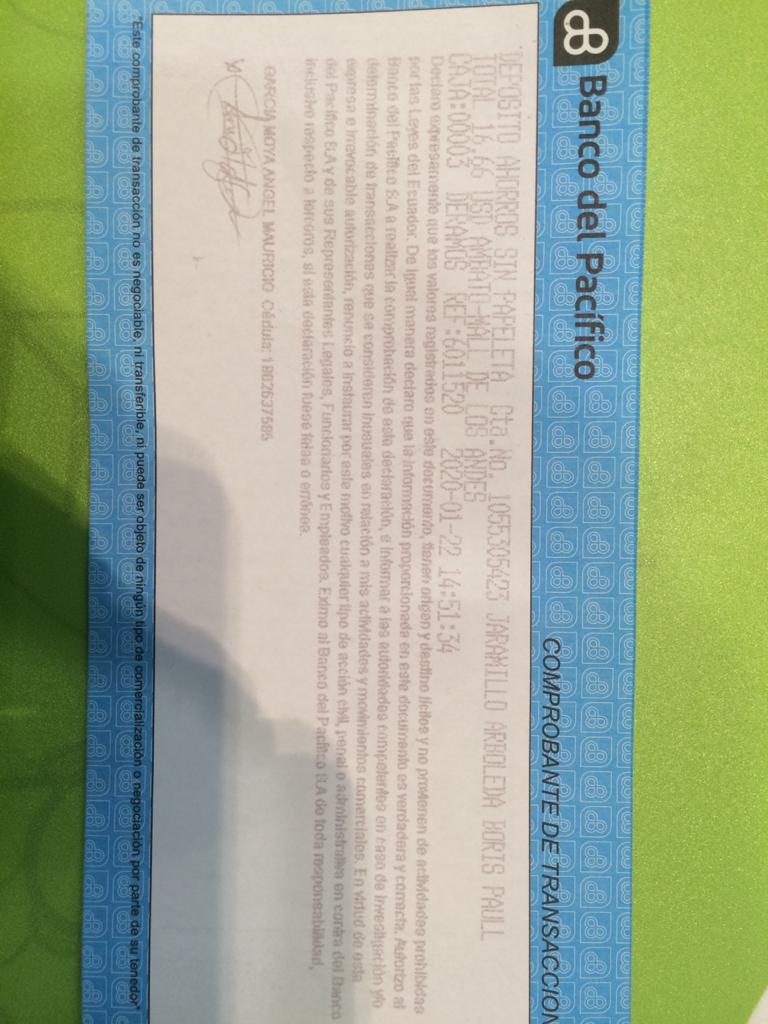 Banco del Pacífico
COMPROBANTE DE TRANSACCION
DEPOSITO AHORROS SIN PAPELETA Cta.No. 1055305423 JARAMILLO ARBOLEDA BORIS PAULL
TOTAL 16.66 UST AMBATO-MALL DE LOS ANDES
CAJA:00003 DERAMOS REF:6011520 2020-01-22 14:51:34
Declaro expresamente que los valores registrados en este documento, tienen origen y destino lícitos y no provienen de actividades prohibidas
por las Leyes del Ecuador. De igual manera declaro que la información proporcionada en este documento es verdadera y correcta. Autorizo al
Banco del Pacífico S.A a realizar la comprobación de esta declaración, e informar a las autoridades competentes en caso de investigación y/o
determinación de transacciones que se consideren inusuales en relación a mis actividades y movimientos comerciales. En virtud de esta
expresa e irrevocable autorización, renuncio a instaurar por este motivo cualquier tipo de acción civil, penal o administrativa en contra del Banco
del Pacífico S.A y de sus Representantes Legales, Funcionarios y Empleados. Eximo al Banco del Pacífico S.A de toda responsabilidad,
inclusive respecto a terceros, si esta declaración fuese falsa o errónea.
GARCIA MOYA ANGEL MAURICIO Cédula: 1802637585
"Este comprobante de transacción no es negociable, ni transferible, ni puede ser objeto de ningún tipo de comercialización o negociación por parte de su tenedor"